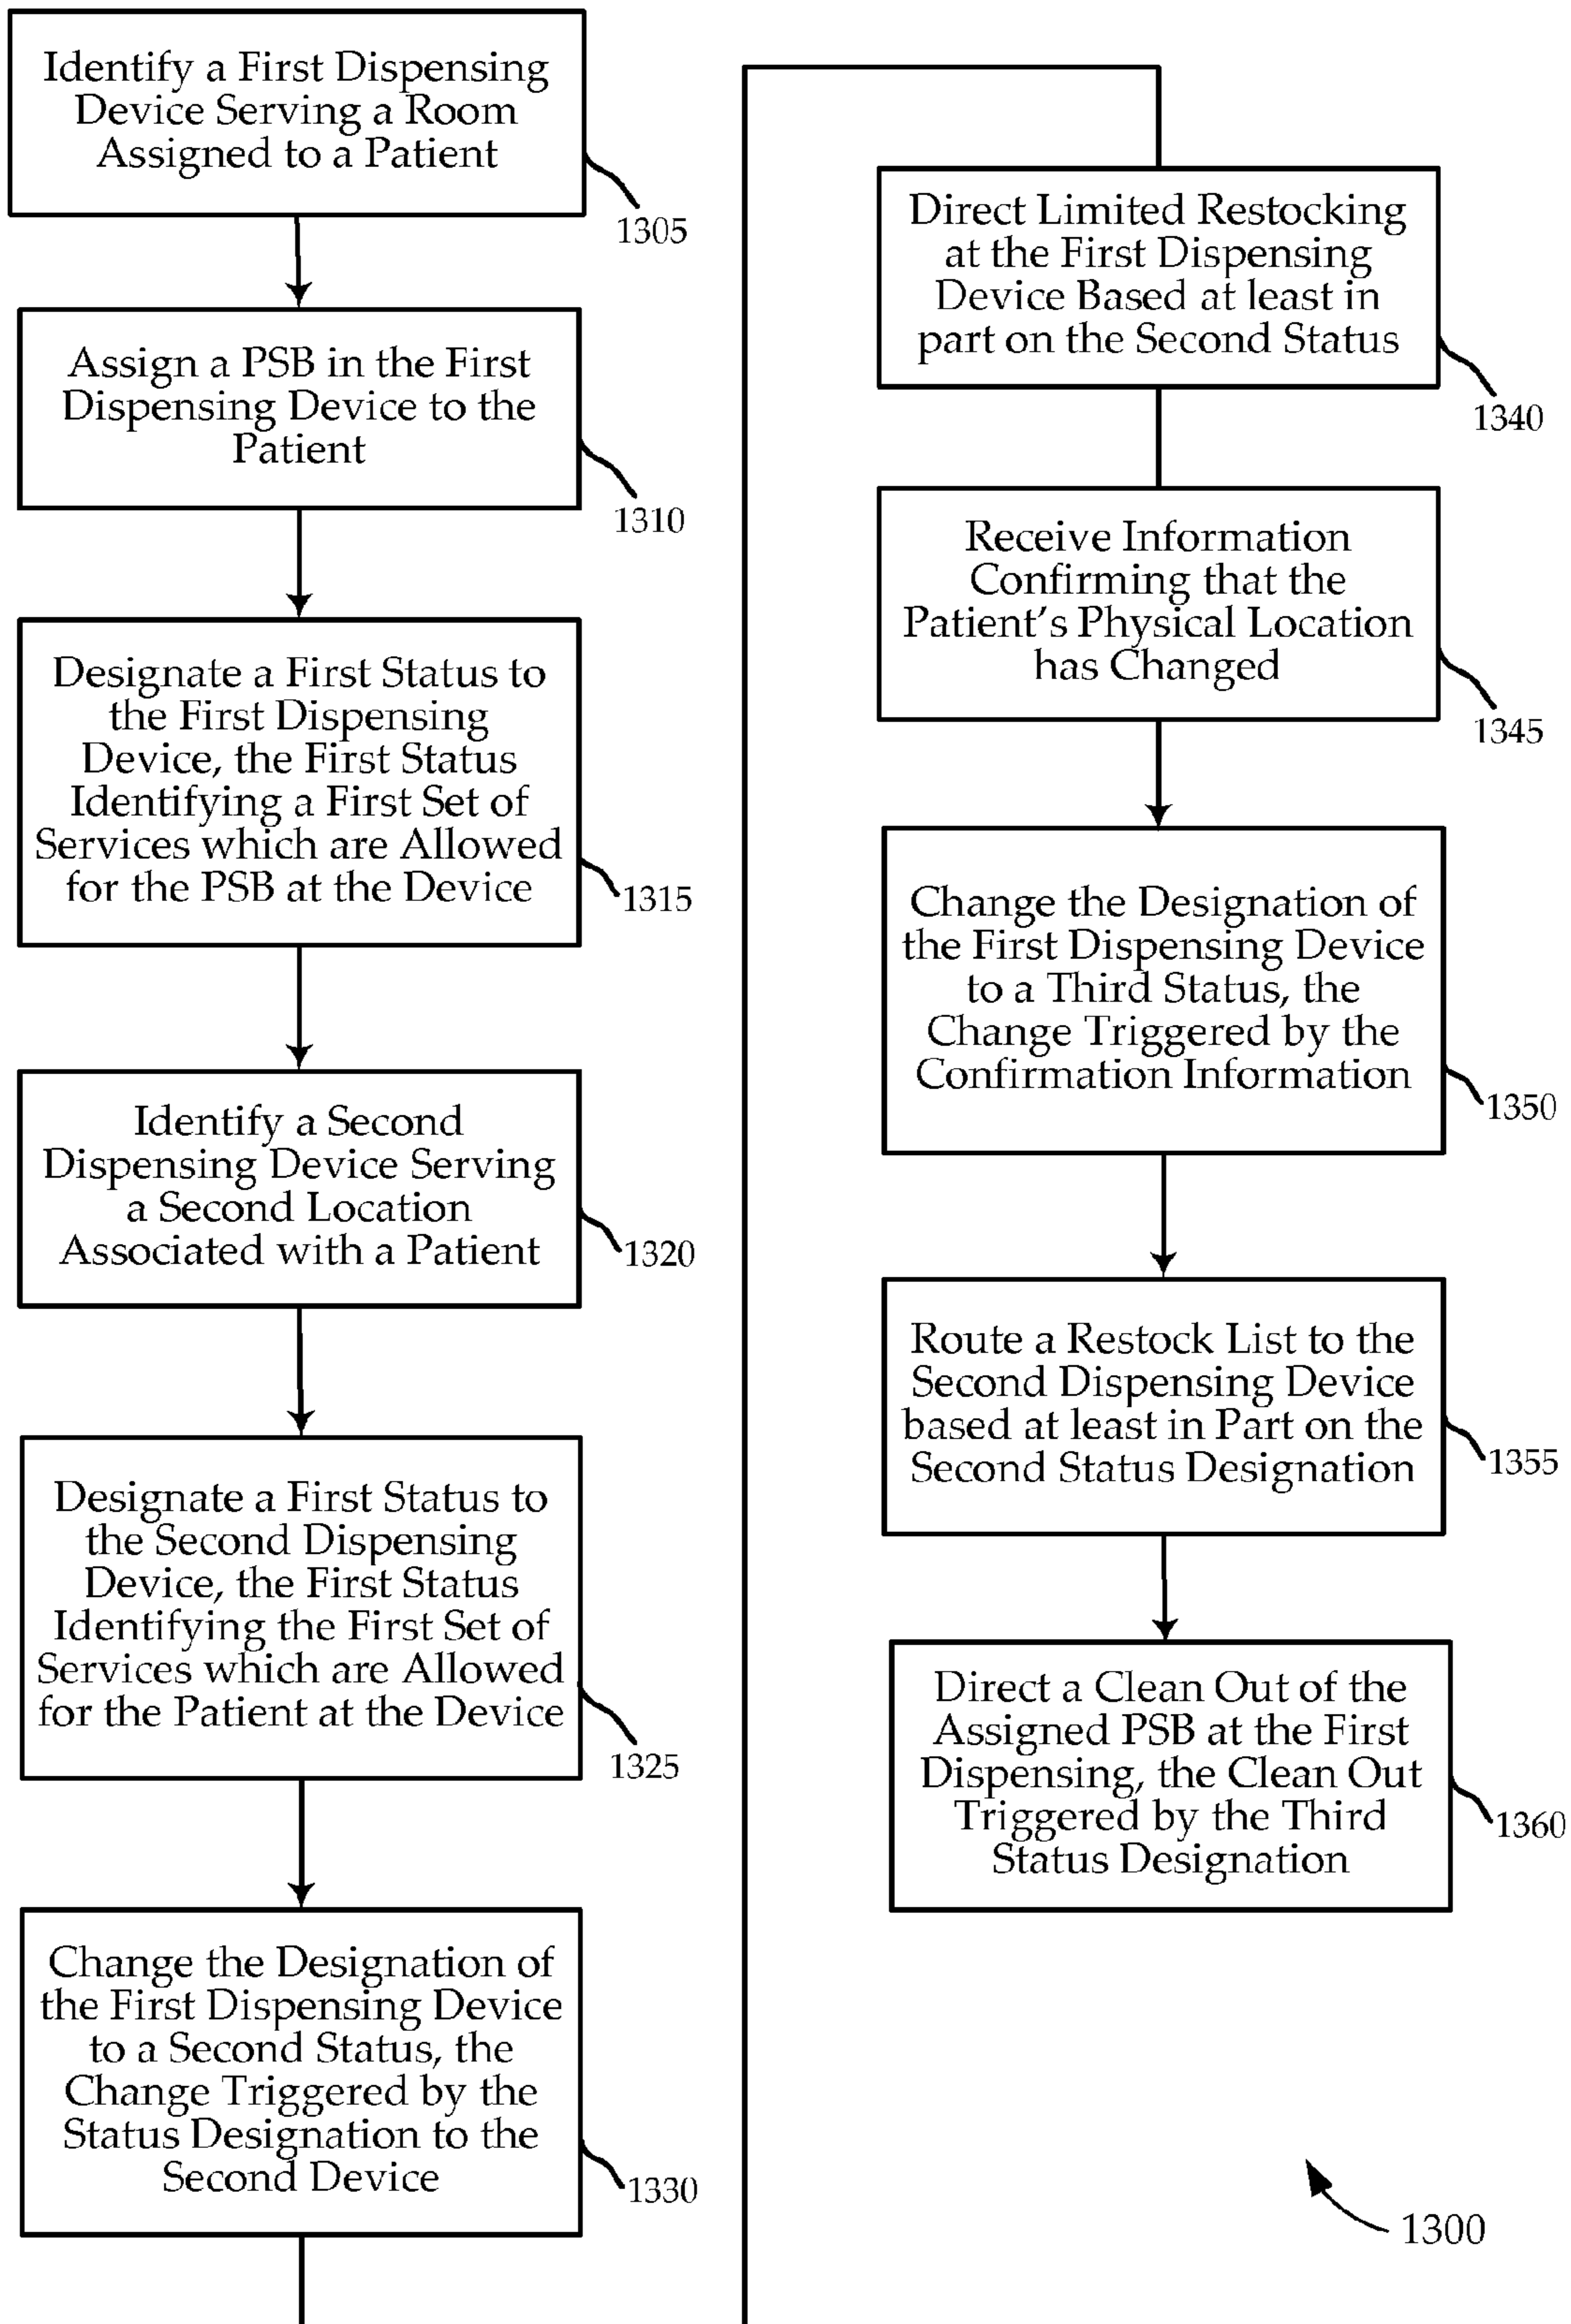 Identify a First Dispensing
Device Serving a Room
Assigned to a Patient
1305
Assign a PSB in the First
Dispensing Device to the
Patient
1310
Designate a First Status to
the First Dispensing
Device, the First Status
Identifying a First Set of
Services which are Allowed
for the PSB at the Device
1315
Identify a Second
Dispensing Device Serving
a Second Location
Associated with a Patient
1320
Designate a First Status to
the Second Dispensing
Device, the First Status
Identifying the First Set of
Services which are Allowed
for the Patient at the Device
1325
Change the Designation of
the First Dispensing Device
to a Second Status, the
Change Triggered by the
Status Designation to the
Second Device
1330
Direct Limited Restocking
at the First Dispensing
Device Based at least in
part on the Second Status
1340
Receive Information
Confirming that the
Patient's Physical Location
has Changed
1345
Change the Designation of
the First Dispensing Device
to a Third Status, the
Change Triggered by the
Confirmation Information
1350
Route a Restock List to the
Second Dispensing Device
based at least in Part on the
Second Status Designation
1355
Direct a Clean Out of the
Assigned PSB at the First
Dispensing, the Clean Out
Triggered by the Third
Status Designation
1360
1300